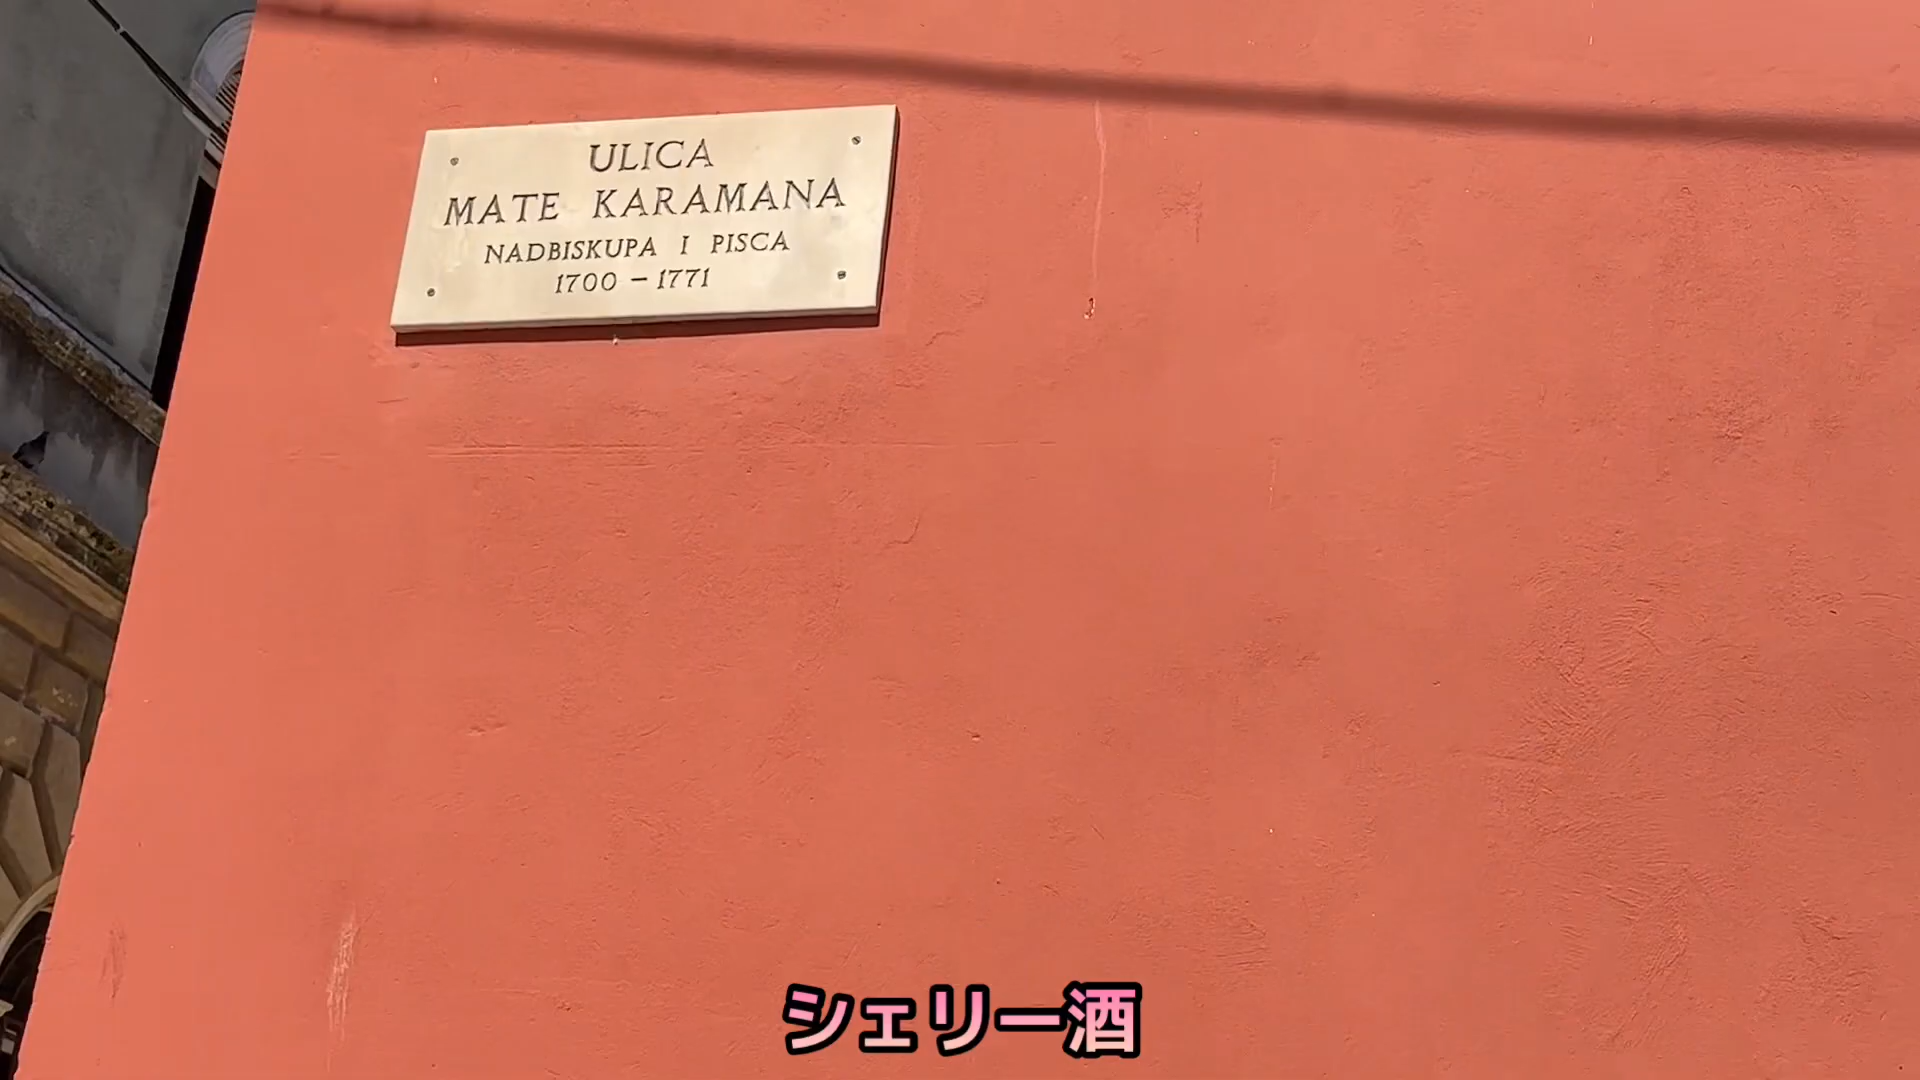 ULICA
MATE KARAMANA
NADBISKUPA I PISCA
1700 - 1771
シェリー酒